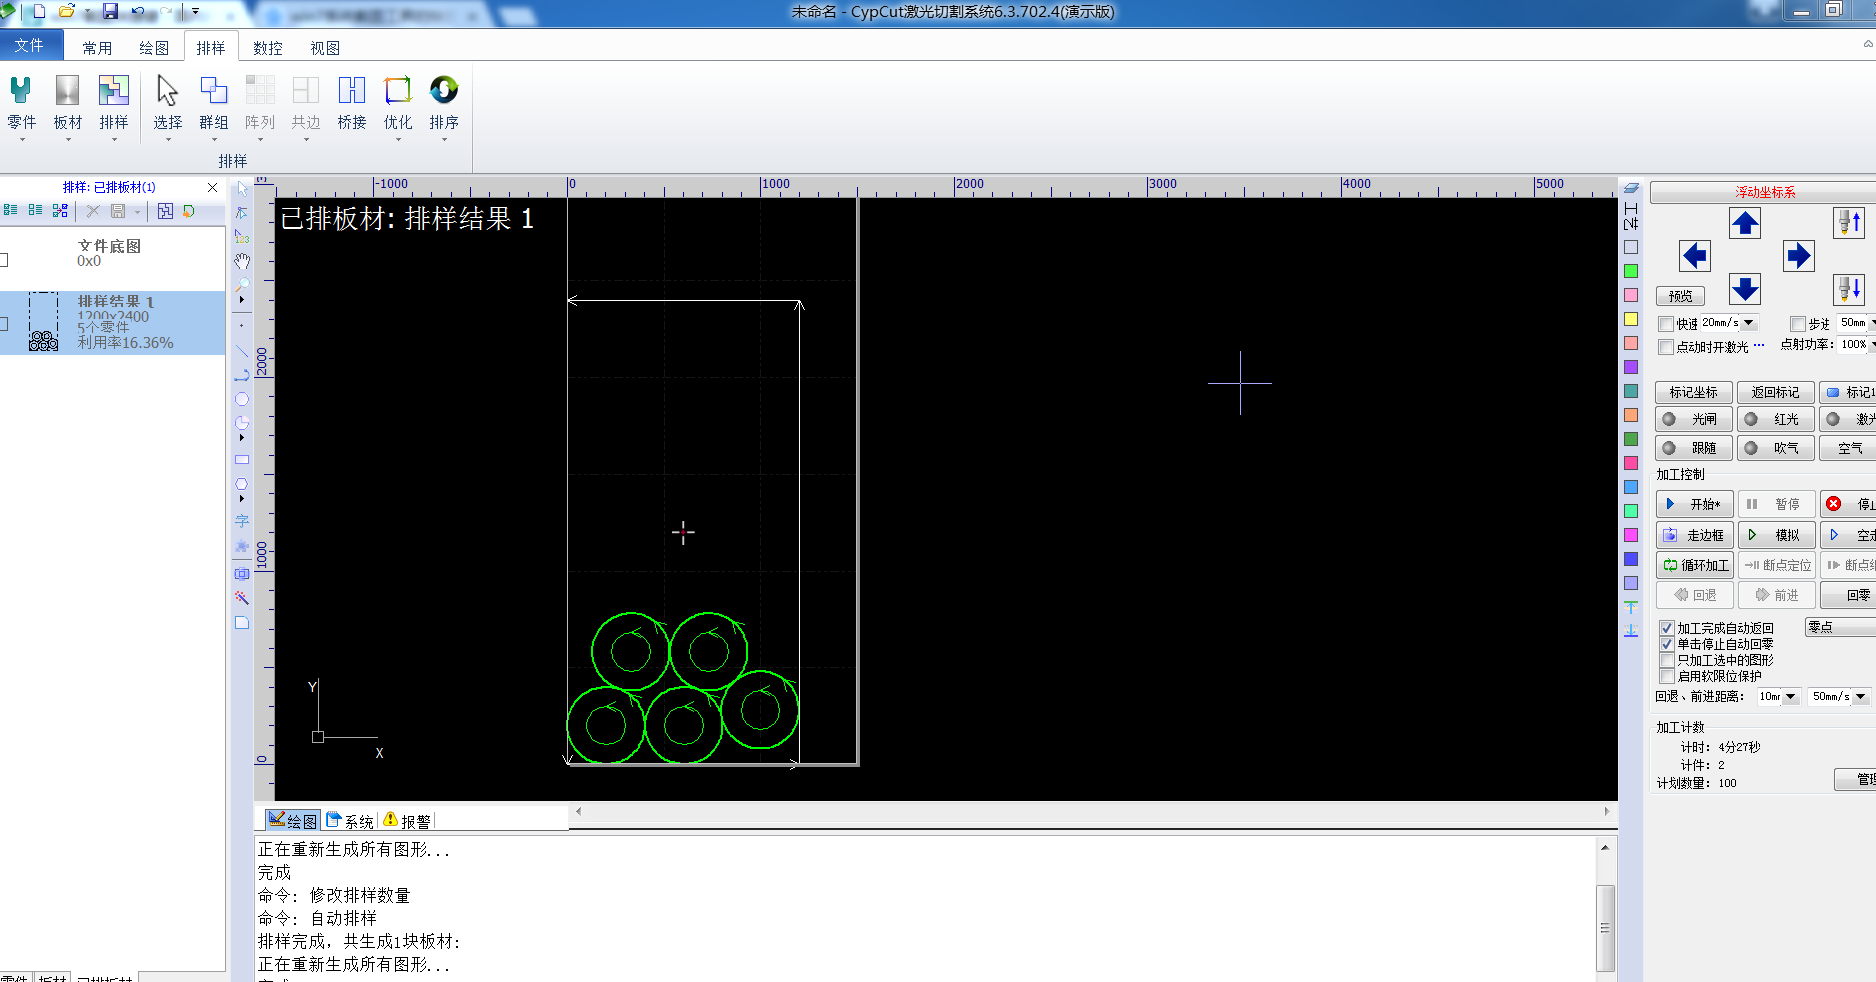 未命名 - CypCut激光切割系统6.3.702.4(演示版)
文件 常用 绘图 排样 数控 视图
零件 板材 排样 选择 群组 阵列 共边 桥接 优化 排序
排样
排样: 已排板材(1)
文件底图
0x0
排样结果 1
1200x2400
5个零件
利用率16.36%
零件 板材 已排板材
-1000 0 1000 2000 3000 4000 5000
已排板材: 排样结果 1
2000
1000
0
Y
X
123
字
绘图 系统 报警
正在重新生成所有图形...
完成
命令: 修改排样数量
命令: 自动排样
排样完成, 共生成1块板材:
正在重新生成所有图形...
浮动坐标系
预览
快速 20mm/s 步进 50mm
点动时开激光 ... 点射功率: 100%
标记坐标 返回标记 标记1
光闸 红光 激光
跟随 吹气 空气
加工控制
开始* 暂停 停止
走边框 模拟 空走
循环加工 断点定位 断点继
回退 前进 回零
加工完成自动返回 零点
单击停止自动回零
只加工选中的图形
启用软限位保护
回退、前进距离: 10mm 50mm/s
加工计数
计时: 4分27秒
计件: 2
计划数量: 100
管理